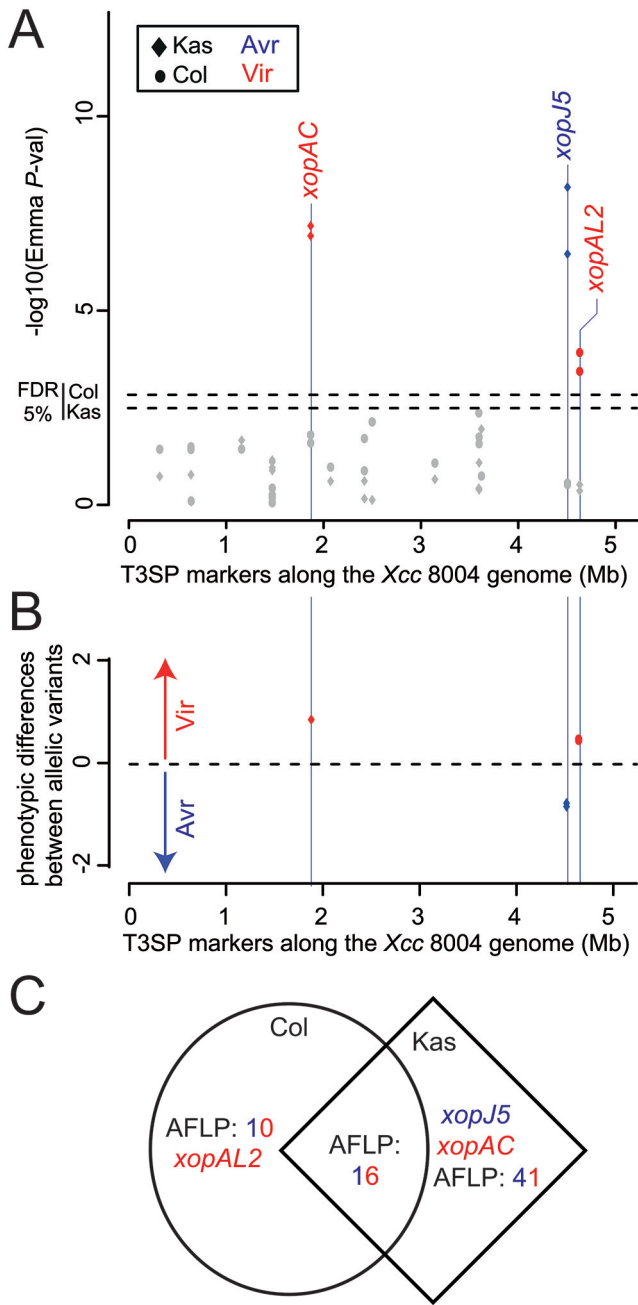 A
Kas Avr
Col Vir
-log10(Emma P-val)
10
5
0
xopAC
xopJ5
xopAL2
FDR Col
5% Kas
0 1 2 3 4 5
T3SP markers along the Xcc 8004 genome (Mb)
B
phenotypic differences
between allelic variants
2
0
-2
Vir
Avr
0 1 2 3 4 5
T3SP markers along the Xcc 8004 genome (Mb)
C
Col
Kas
AFLP: 10
xopAL2
AFLP:
16
xopJ5
xopAC
AFLP: 41